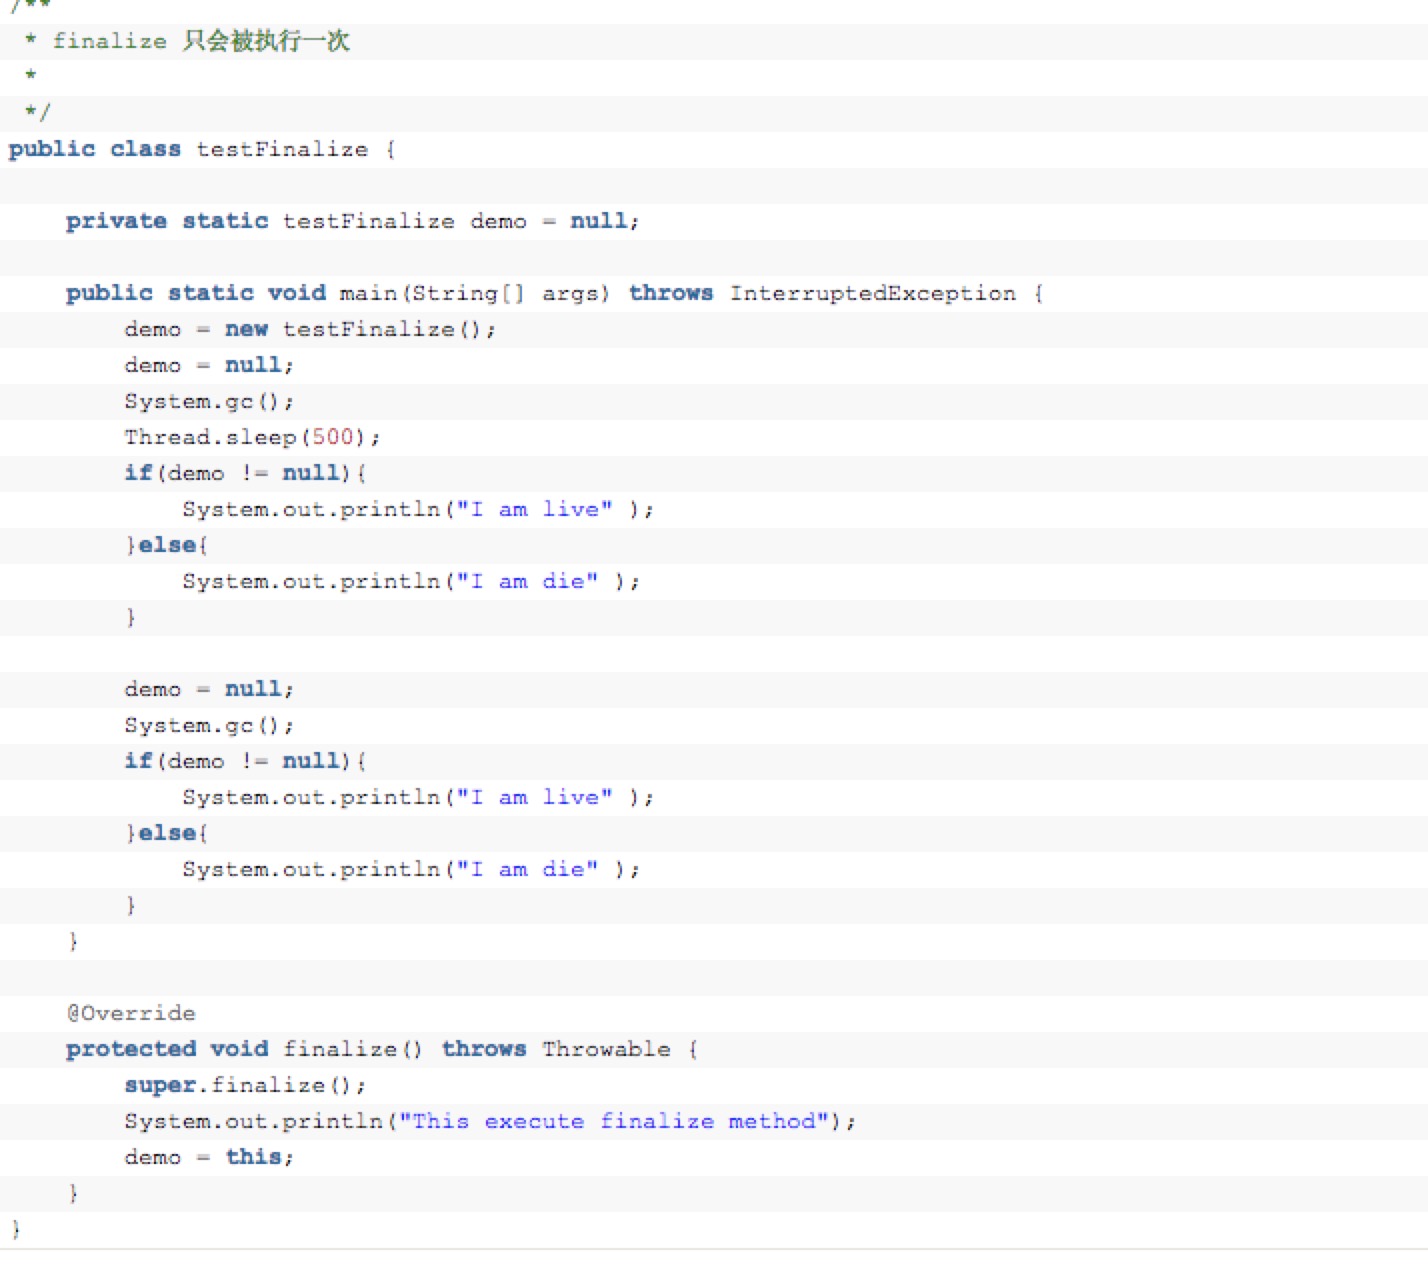 /**
 * finalize 只会被执行一次
 *
 */
public class testFinalize {
    private static testFinalize demo = null;
    public static void main(String[] args) throws InterruptedException {
        demo = new testFinalize();
        demo = null;
        System.gc();
        Thread.sleep(500);
        if(demo != null){
            System.out.println("I am live" );
        }else{
            System.out.println("I am die" );
        }
        demo = null;
        System.gc();
        if(demo != null){
            System.out.println("I am live" );
        }else{
            System.out.println("I am die" );
        }
    }
    @Override
    protected void finalize() throws Throwable {
        super.finalize();
        System.out.println("This execute finalize method");
        demo = this;
    }
}